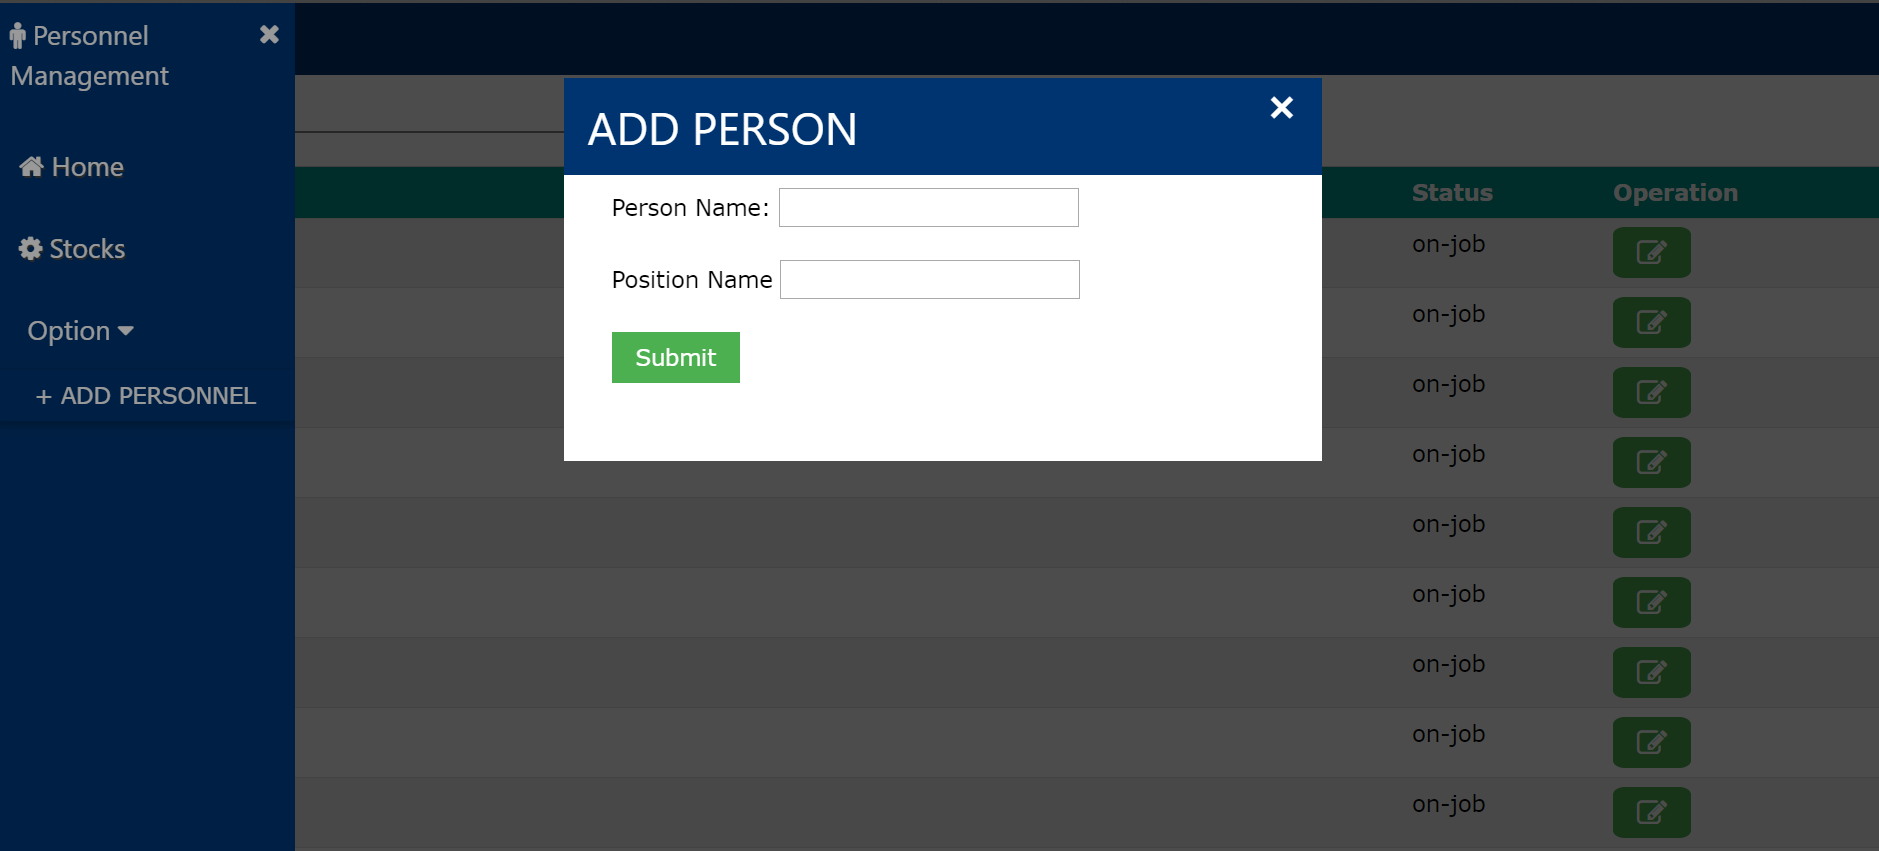 Personnel
Management
Home
Stocks
Option
+ ADD PERSONNEL
ADD PERSON
Person Name:
Position Name
Submit
Status Operation
on-job
on-job
on-job
on-job
on-job
on-job
on-job
on-job
on-job